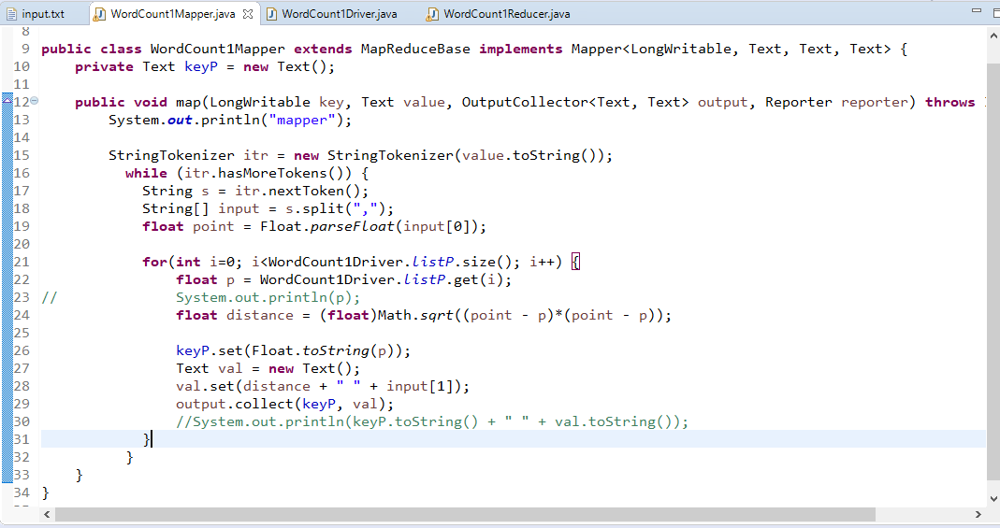 input.txt WordCount1Mapper.java WordCount1Driver.java WordCount1Reducer.java
8
9 public class WordCount1Mapper extends MapReduceBase implements Mapper<LongWritable, Text, Text, Text> {
10     private Text keyP = new Text();
11
12     public void map(LongWritable key, Text value, OutputCollector<Text, Text> output, Reporter reporter) throws
13         System.out.println("mapper");
14
15         StringTokenizer itr = new StringTokenizer(value.toString());
16           while (itr.hasMoreTokens()) {
17             String s = itr.nextToken();
18             String[] input = s.split(",");
19             float point = Float.parseFloat(input[0]);
20
21             for(int i=0; i<WordCount1Driver.listP.size(); i++) {
22                 float p = WordCount1Driver.listP.get(i);
23 //              System.out.println(p);
24                 float distance = (float)Math.sqrt((point - p)*(point - p));
25
26                 keyP.set(Float.toString(p));
27                 Text val = new Text();
28                 val.set(distance + " " + input[1]);
29                 output.collect(keyP, val);
30                 //System.out.println(keyP.toString() + " " + val.toString());
31             }
32           }
33     }
34 }